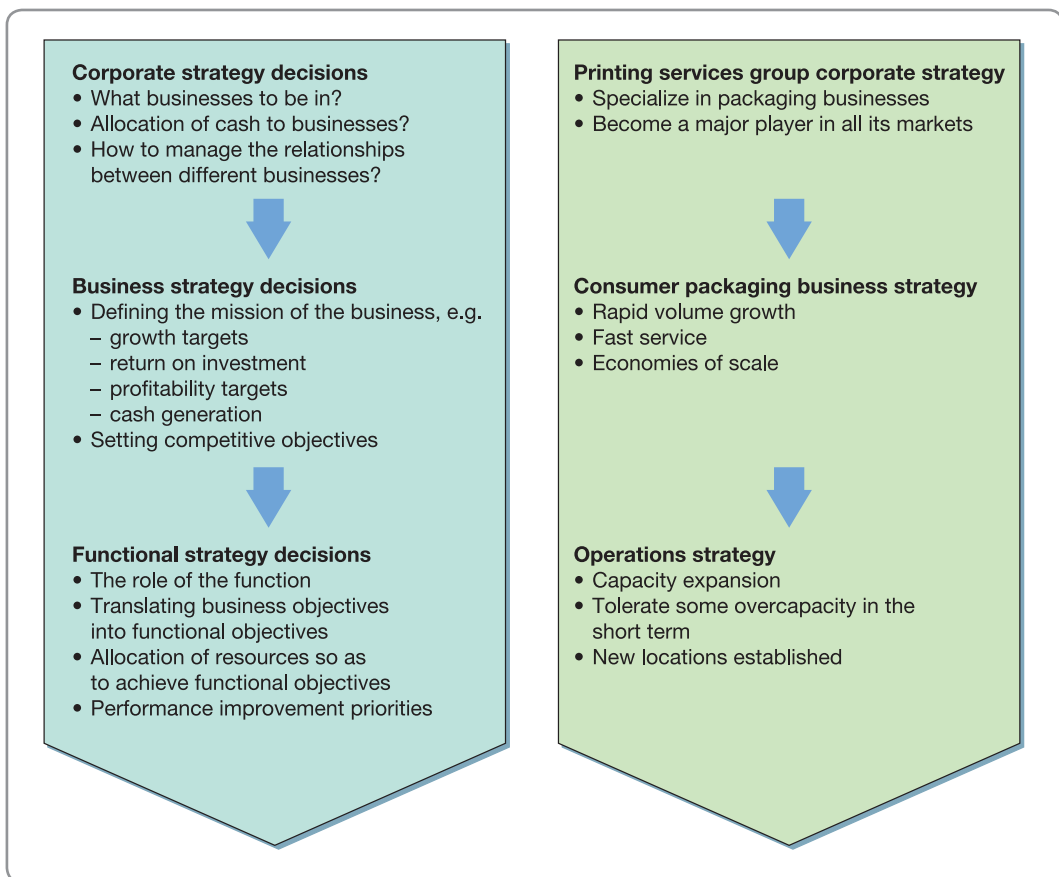 Corporate strategy decisions
• What businesses to be in?
• Allocation of cash to businesses?
• How to manage the relationships
between different businesses?
Business strategy decisions
• Defining the mission of the business, e.g.
– growth targets
– return on investment
– profitability targets
– cash generation
• Setting competitive objectives
Functional strategy decisions
• The role of the function
• Translating business objectives
into functional objectives
• Allocation of resources so as
to achieve functional objectives
• Performance improvement priorities
Printing services group corporate strategy
• Specialize in packaging businesses
• Become a major player in all its markets
Consumer packaging business strategy
• Rapid volume growth
• Fast service
• Economies of scale
Operations strategy
• Capacity expansion
• Tolerate some overcapacity in the
short term
• New locations established